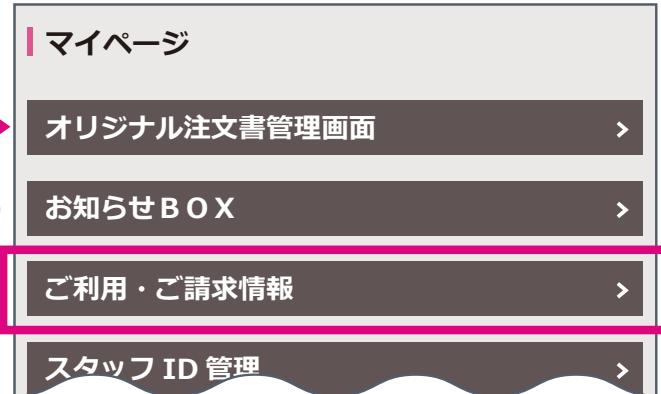 マイページ
オリジナル注文書管理画面
お知らせＢＯＸ
ご利用・ご請求情報
スタッフ ID 管理